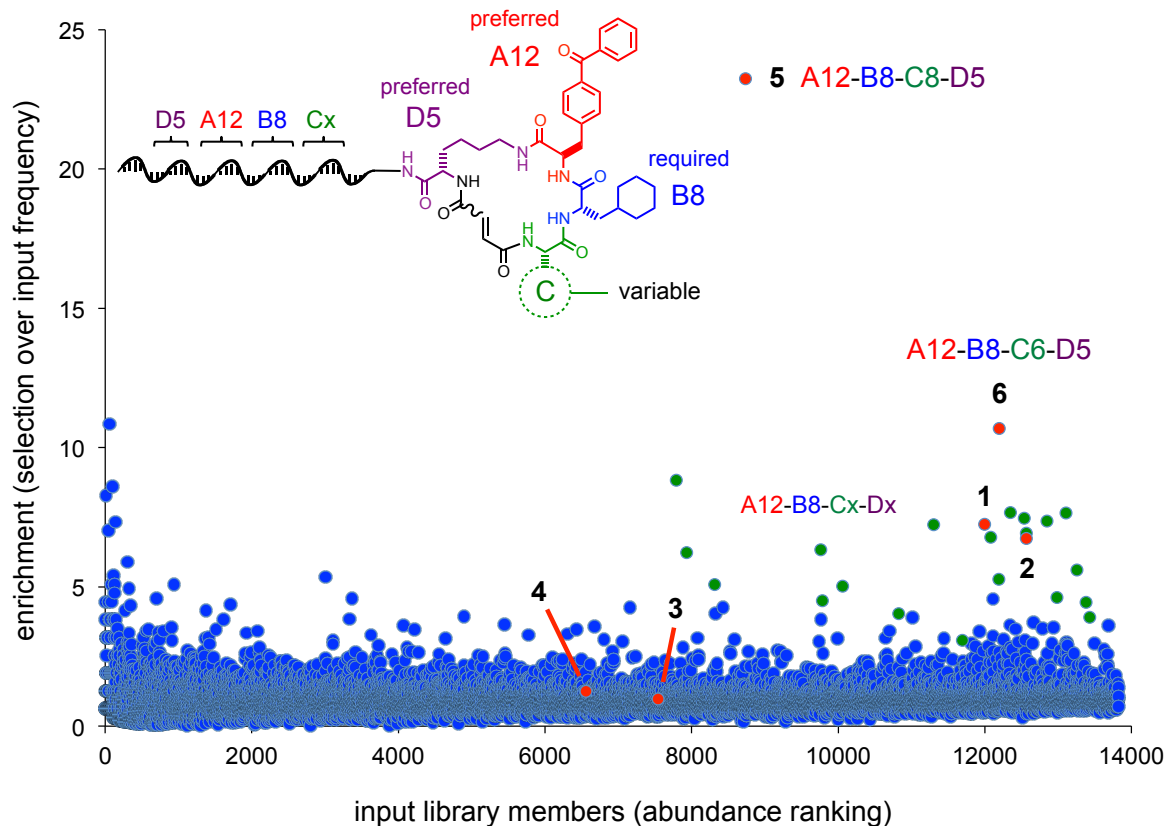 25
20
15
10
5
0
0
2000
4000
6000
8000
10000
12000
14000
enrichment (selection over input frequency)
input library members (abundance ranking)
preferred
A12
5 A12-B8-C8-D5
preferred
D5
D5 A12 B8 Cx
required
B8
O
O
O
O
O
O
O
O
H
N
H
N
NH
HN
HN
H
N
C
variable
A12-B8-C6-D5
6
A12-B8-Cx-Dx
1
2
4
3